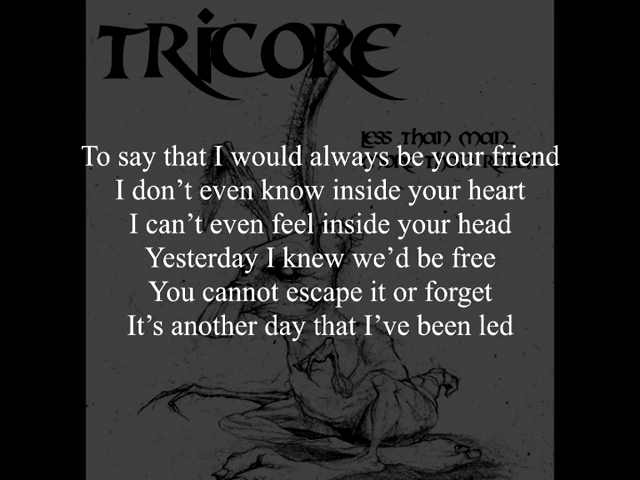 TRICORE
Less Than Man
To say that I would always be your friend
I don't even know inside your heart
I can't even feel inside your head
Yesterday I knew we'd be free
You cannot escape it or forget
It's another day that I've been led